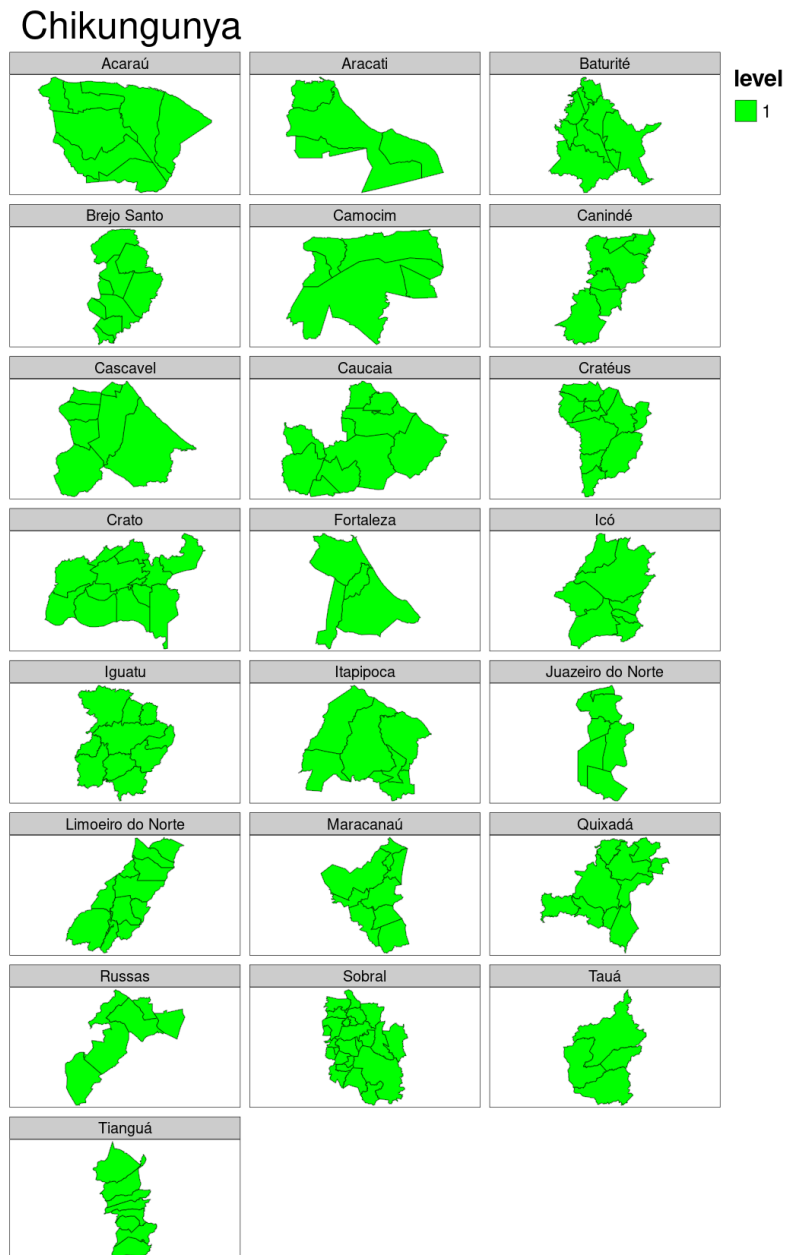 Chikungunya
Acaraú
Aracati
Baturité
level
1
Brejo Santo
Camocim
Canindé
Cascavel
Caucaia
Cratéus
Crato
Fortaleza
Icó
Iguatu
Itapipoca
Juazeiro do Norte
Limoeiro do Norte
Maracanaú
Quixadá
Russas
Sobral
Tauá
Tianguá